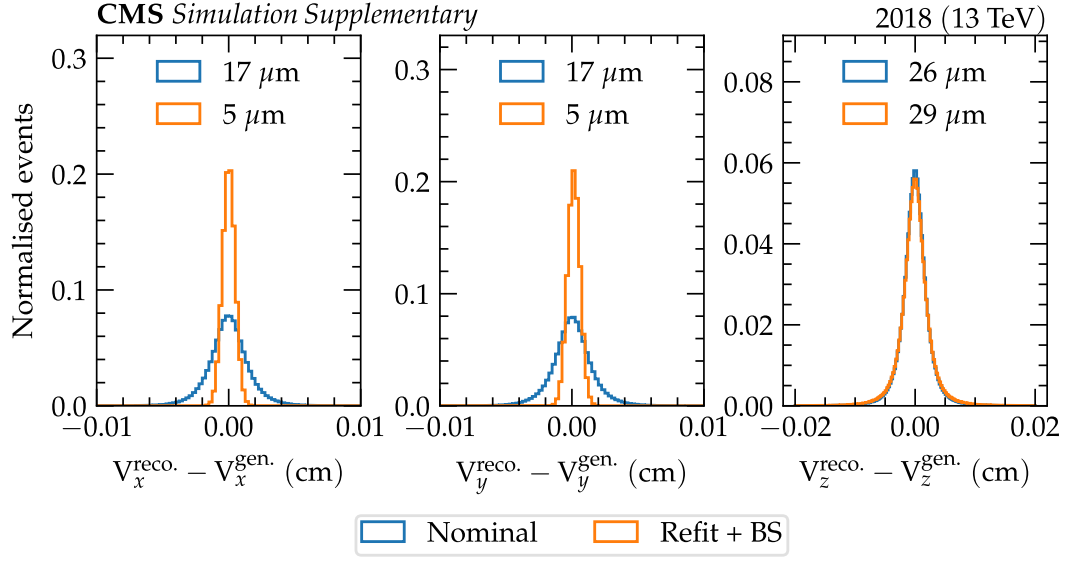 CMS Simulation Supplementary
2018 (13 TeV)
Normalised events
0.3
0.2
0.1
0.0
17 μm
5 μm
−0.01 0.00 0.01
V_x^reco. − V_x^gen. (cm)
0.3
0.2
0.1
0.0
17 μm
5 μm
−0.01 0.00 0.01
V_y^reco. − V_y^gen. (cm)
0.08
0.06
0.04
0.02
0.00
26 μm
29 μm
−0.02 0.00 0.02
V_z^reco. − V_z^gen. (cm)
Nominal Refit + BS